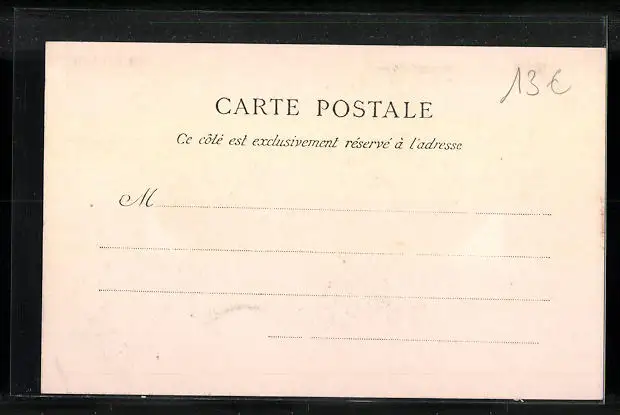 13 €
CARTE POSTALE
Ce côté est exclusivement réservé à l'adresse
M